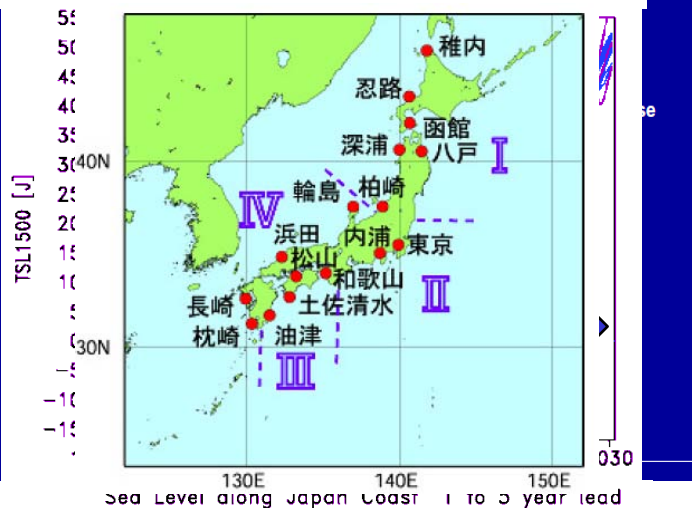 TSL1500 [J]
55
50
45
40
35
30
25
20
15
10
5
0
-5
-10
-15
稚内
忍路
函館
深浦
八戸
I
40N
輪島
柏崎
IV
浜田
内浦
東京
松山
和歌山
II
長崎
土佐清水
枕崎
油津
30N
III
130E
140E
150E
se
030
Sea Level along Japan Coast 1 to 5 year lead